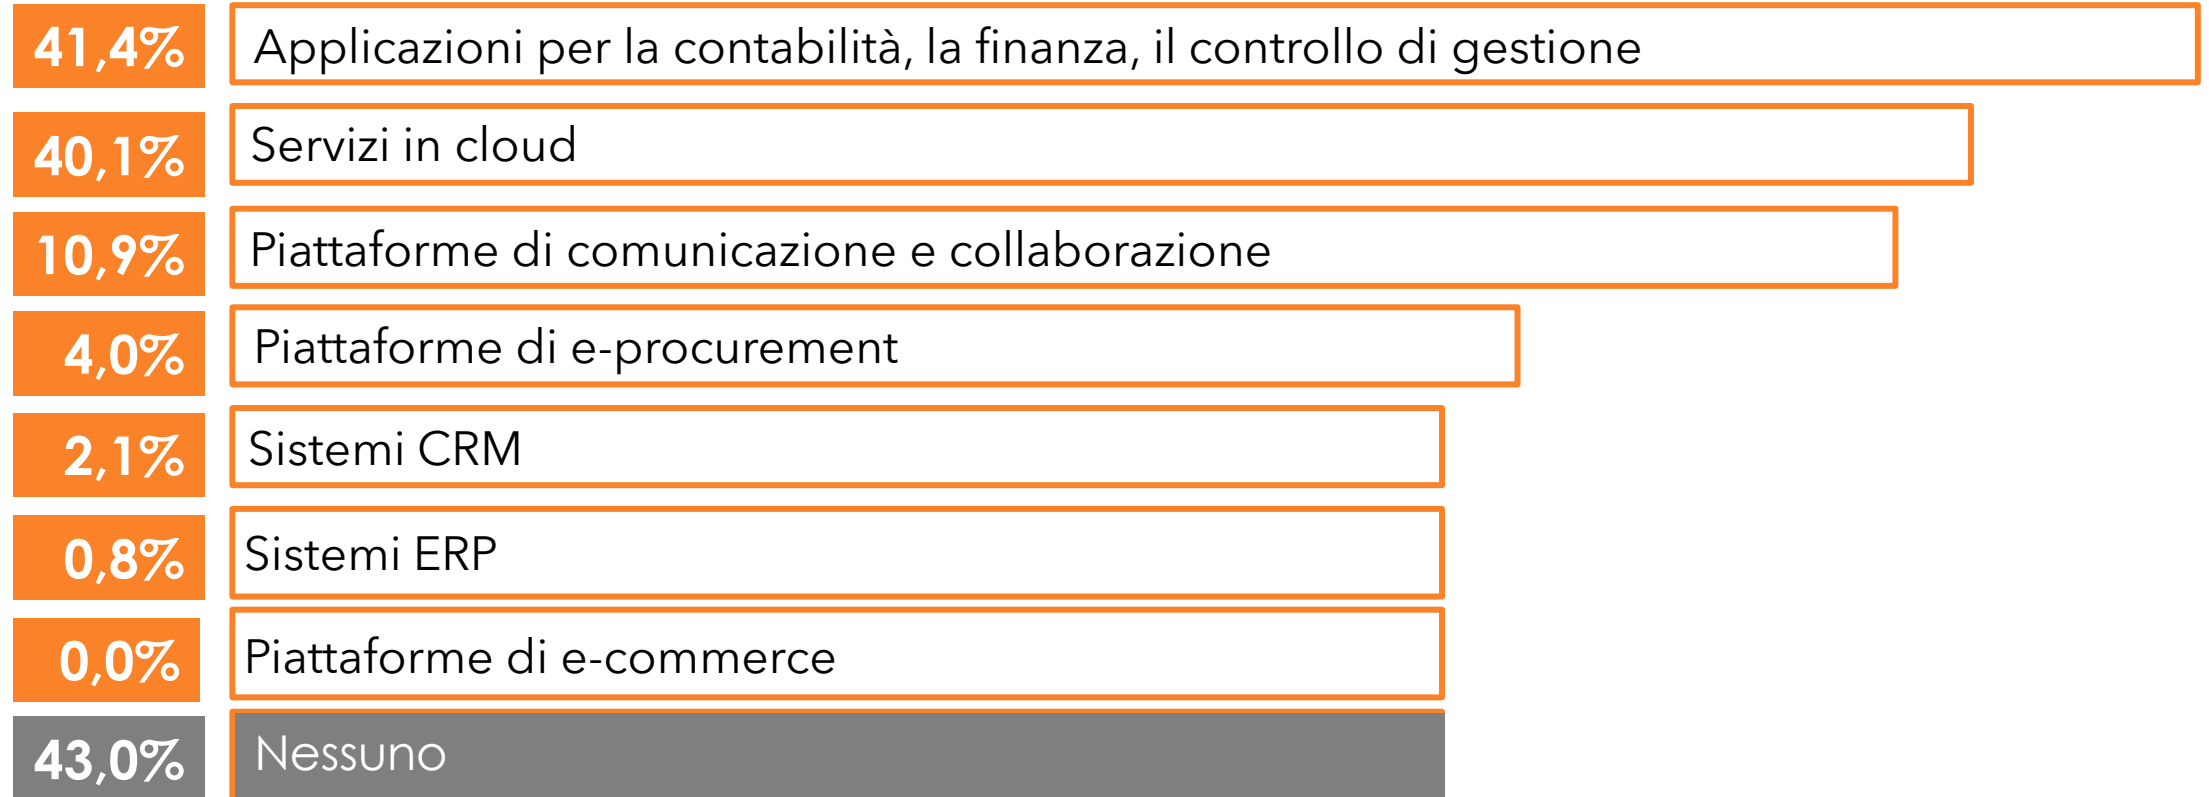 41,4% Applicazioni per la contabilità, la finanza, il controllo di gestione
40,1% Servizi in cloud
10,9% Piattaforme di comunicazione e collaborazione
4,0% Piattaforme di e-procurement
2,1% Sistemi CRM
0,8% Sistemi ERP
0,0% Piattaforme di e-commerce
43,0% Nessuno